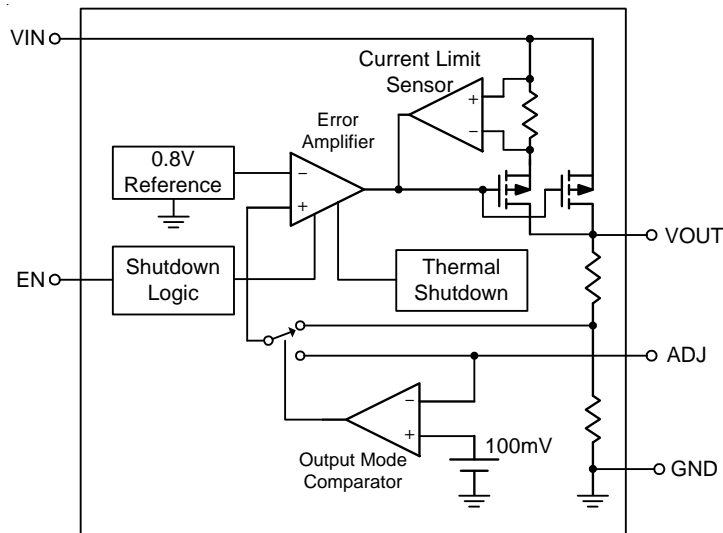 VIN
Current Limit
Sensor
+
−
Error
Amplifier
0.8V
Reference
−
+
VOUT
EN
Shutdown
Logic
Thermal
Shutdown
ADJ
−
+
100mV
Output Mode
Comparator
GND